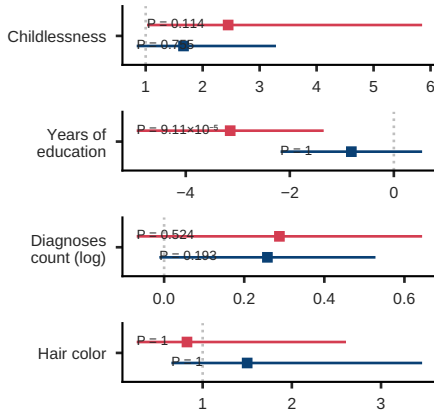 P = 0.114
Childlessness
1 2 3 4 5 6
P = 9.11×10⁻⁵
Years of
education
P = 1
−4 −2 0
P = 0.524
Diagnoses
count (log)
P = 0.193
0.0 0.2 0.4 0.6
P = 1
Hair color
P = 1
1 2 3